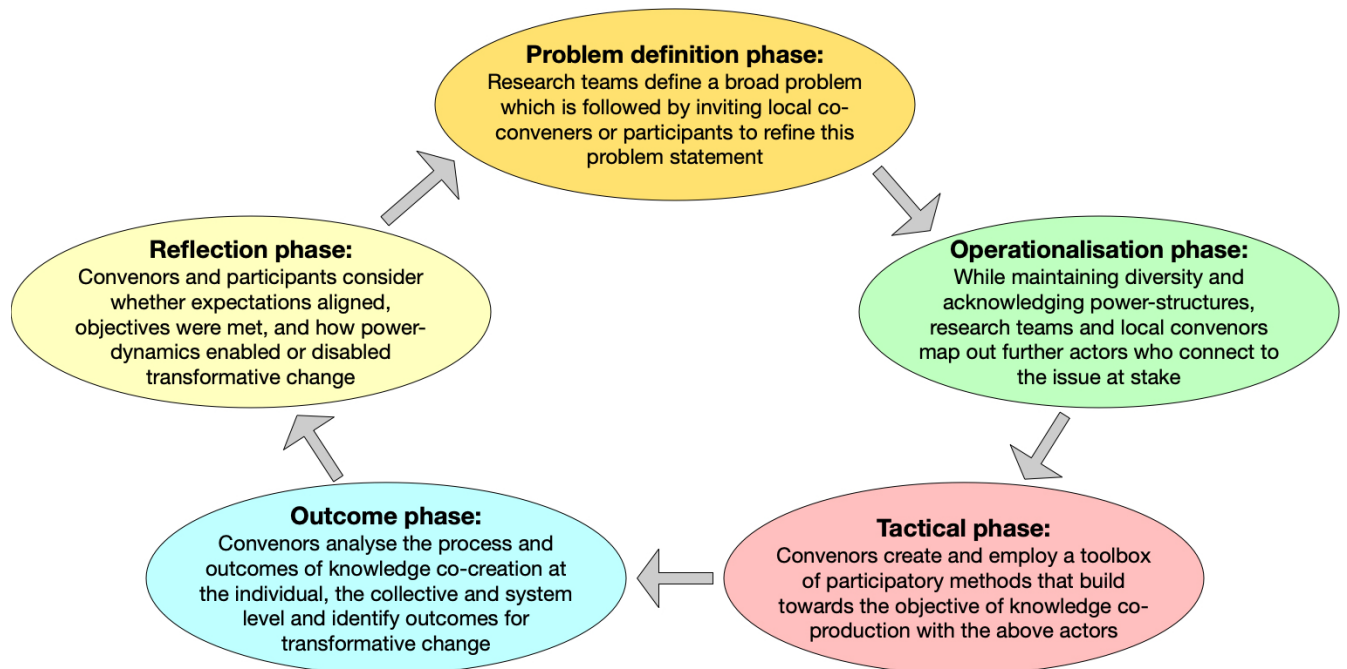 Problem definition phase:
Research teams define a broad problem
which is followed by inviting local co-
conveners or participants to refine this
problem statement
Operationalisation phase:
While maintaining diversity and
acknowledging power-structures,
research teams and local convenors
map out further actors who connect to
the issue at stake
Tactical phase:
Convenors create and employ a toolbox
of participatory methods that build
towards the objective of knowledge co-
production with the above actors
Outcome phase:
Convenors analyse the process and
outcomes of knowledge co-creation at
the individual, the collective and system
level and identify outcomes for
transformative change
Reflection phase:
Convenors and participants consider
whether expectations aligned,
objectives were met, and how power-
dynamics enabled or disabled
transformative change